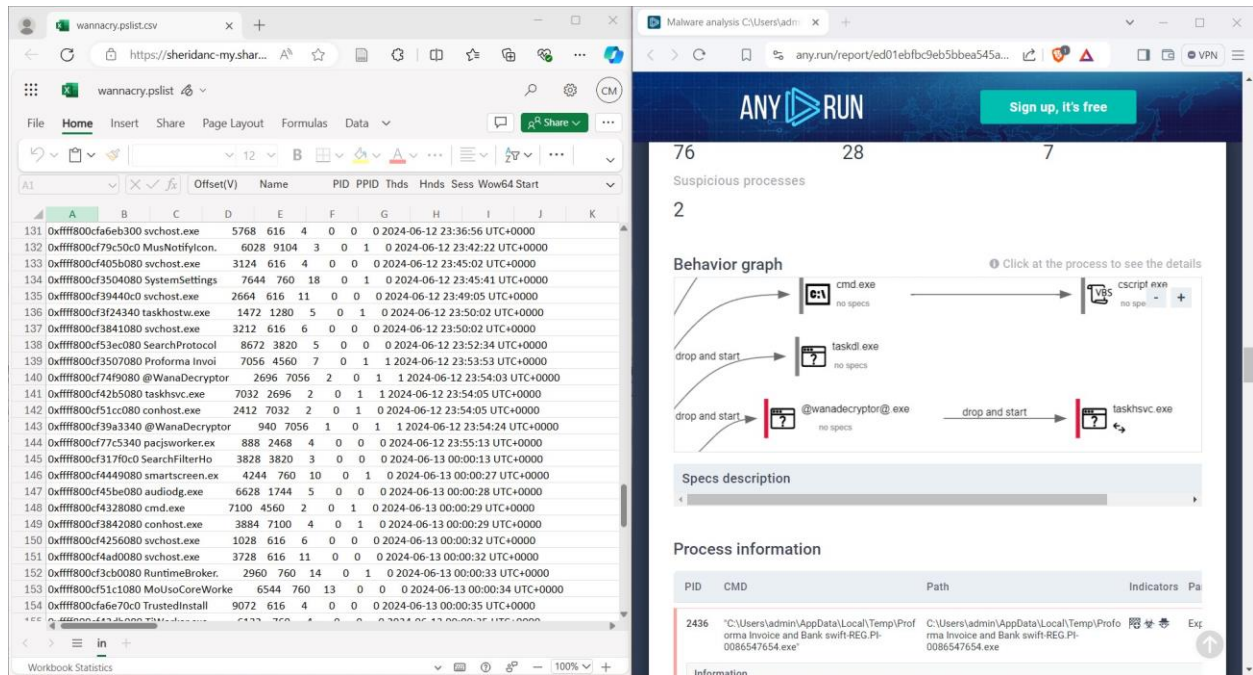 wannacry.pslist.csv
https://sheridanc-my.shar...
wannacry.pslist
CM
File Home Insert Share Page Layout Formulas Data
Share
12 B A
A1 fx Offset(V) Name PID PPID Thds Hnds Sess Wow64 Start
A B C D E F G H I J K
131 0xffff800cfa6eb300 svchost.exe 5768 616 4 0 0 0 2024-06-12 23:36:56 UTC+0000
132 0xffff800cf79c50c0 MusNotifyIcon. 6028 9104 3 0 1 0 2024-06-12 23:42:22 UTC+0000
133 0xffff800cf405b080 svchost.exe 3124 616 4 0 0 0 2024-06-12 23:45:02 UTC+0000
134 0xffff800cf3504080 SystemSettings 7644 760 18 0 1 0 2024-06-12 23:45:41 UTC+0000
135 0xffff800cf39440c0 svchost.exe 2664 616 11 0 0 0 2024-06-12 23:49:05 UTC+0000
136 0xffff800cf3f24340 taskhostw.exe 1472 1280 5 0 1 0 2024-06-12 23:50:02 UTC+0000
137 0xffff800cf3841080 svchost.exe 3212 616 6 0 0 0 2024-06-12 23:50:02 UTC+0000
138 0xffff800cf53ec080 SearchProtocol 8672 3820 5 0 0 0 2024-06-12 23:52:34 UTC+0000
139 0xffff800cf3507080 Proforma Invoi 7056 4560 7 0 1 1 2024-06-12 23:53:53 UTC+0000
140 0xffff800cf74f9080 @WanaDecryptor 2696 7056 2 0 1 1 2024-06-12 23:54:03 UTC+0000
141 0xffff800cf42b5080 taskhsvc.exe 7032 2696 2 0 1 1 2024-06-12 23:54:05 UTC+0000
142 0xffff800cf51cc080 conhost.exe 2412 7032 2 0 1 0 2024-06-12 23:54:05 UTC+0000
143 0xffff800cf39a3340 @WanaDecryptor 940 7056 1 0 1 1 2024-06-12 23:54:24 UTC+0000
144 0xffff800cf77c5340 pacjsworker.ex 888 2468 4 0 0 0 2024-06-12 23:55:13 UTC+0000
145 0xffff800cf317f0c0 SearchFilterHo 3828 3820 3 0 0 0 2024-06-13 00:00:13 UTC+0000
146 0xffff800cf4449080 smartscreen.ex 4244 760 10 0 1 0 2024-06-13 00:00:27 UTC+0000
147 0xffff800cf45be080 audiodg.exe 6628 1744 5 0 0 0 2024-06-13 00:00:28 UTC+0000
148 0xffff800cf4328080 cmd.exe 7100 4560 2 0 1 0 2024-06-13 00:00:29 UTC+0000
149 0xffff800cf3842080 conhost.exe 3884 7100 4 0 1 0 2024-06-13 00:00:29 UTC+0000
150 0xffff800cf4256080 svchost.exe 1028 616 6 0 0 0 2024-06-13 00:00:32 UTC+0000
151 0xffff800cf4ad0080 svchost.exe 3728 616 11 0 0 0 2024-06-13 00:00:32 UTC+0000
152 0xffff800cf3cb0080 RuntimeBroker. 2960 760 14 0 1 0 2024-06-13 00:00:33 UTC+0000
153 0xffff800cf51c1080 MoUsoCoreWorke 6544 760 13 0 0 0 2024-06-13 00:00:34 UTC+0000
154 0xffff800cfa6e70c0 TrustedInstall 9072 616 4 0 0 0 2024-06-13 00:00:35 UTC+0000
in
Workbook Statistics
100%
Malware analysis C:\Users\adm
any.run/report/ed01ebfbc9eb5bbea545a...
VPN
ANY RUN
Sign up, it's free
76 28 7
Suspicious processes
2
Behavior graph
Click at the process to see the details
cmd.exe
no specs
C:\
cscript.exe
no spe
VBS
- +
drop and start
taskdl.exe
no specs
drop and start
@wanadecryptor@.exe
no specs
drop and start
taskhsvc.exe
Specs description
Process information
PID CMD Path Indicators Pa
2436 "C:\Users\admin\AppData\Local\Temp\Prof C:\Users\admin\AppData\Local\Temp\Profo Exp
orma Invoice and Bank swift-REG.PI- rma Invoice and Bank swift-REG.PI-
0086547654.exe" 0086547654.exe
Information